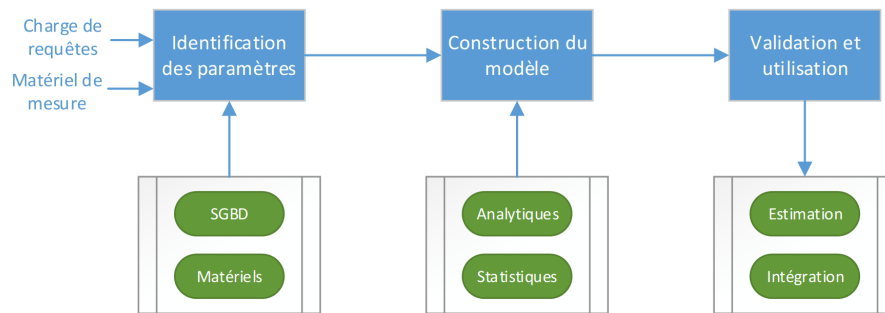 Charge de
requêtes
Matériel de
mesure
Identification
des paramètres
Construction du
modèle
Validation et
utilisation
SGBD
Matériels
Analytiques
Statistiques
Estimation
Intégration